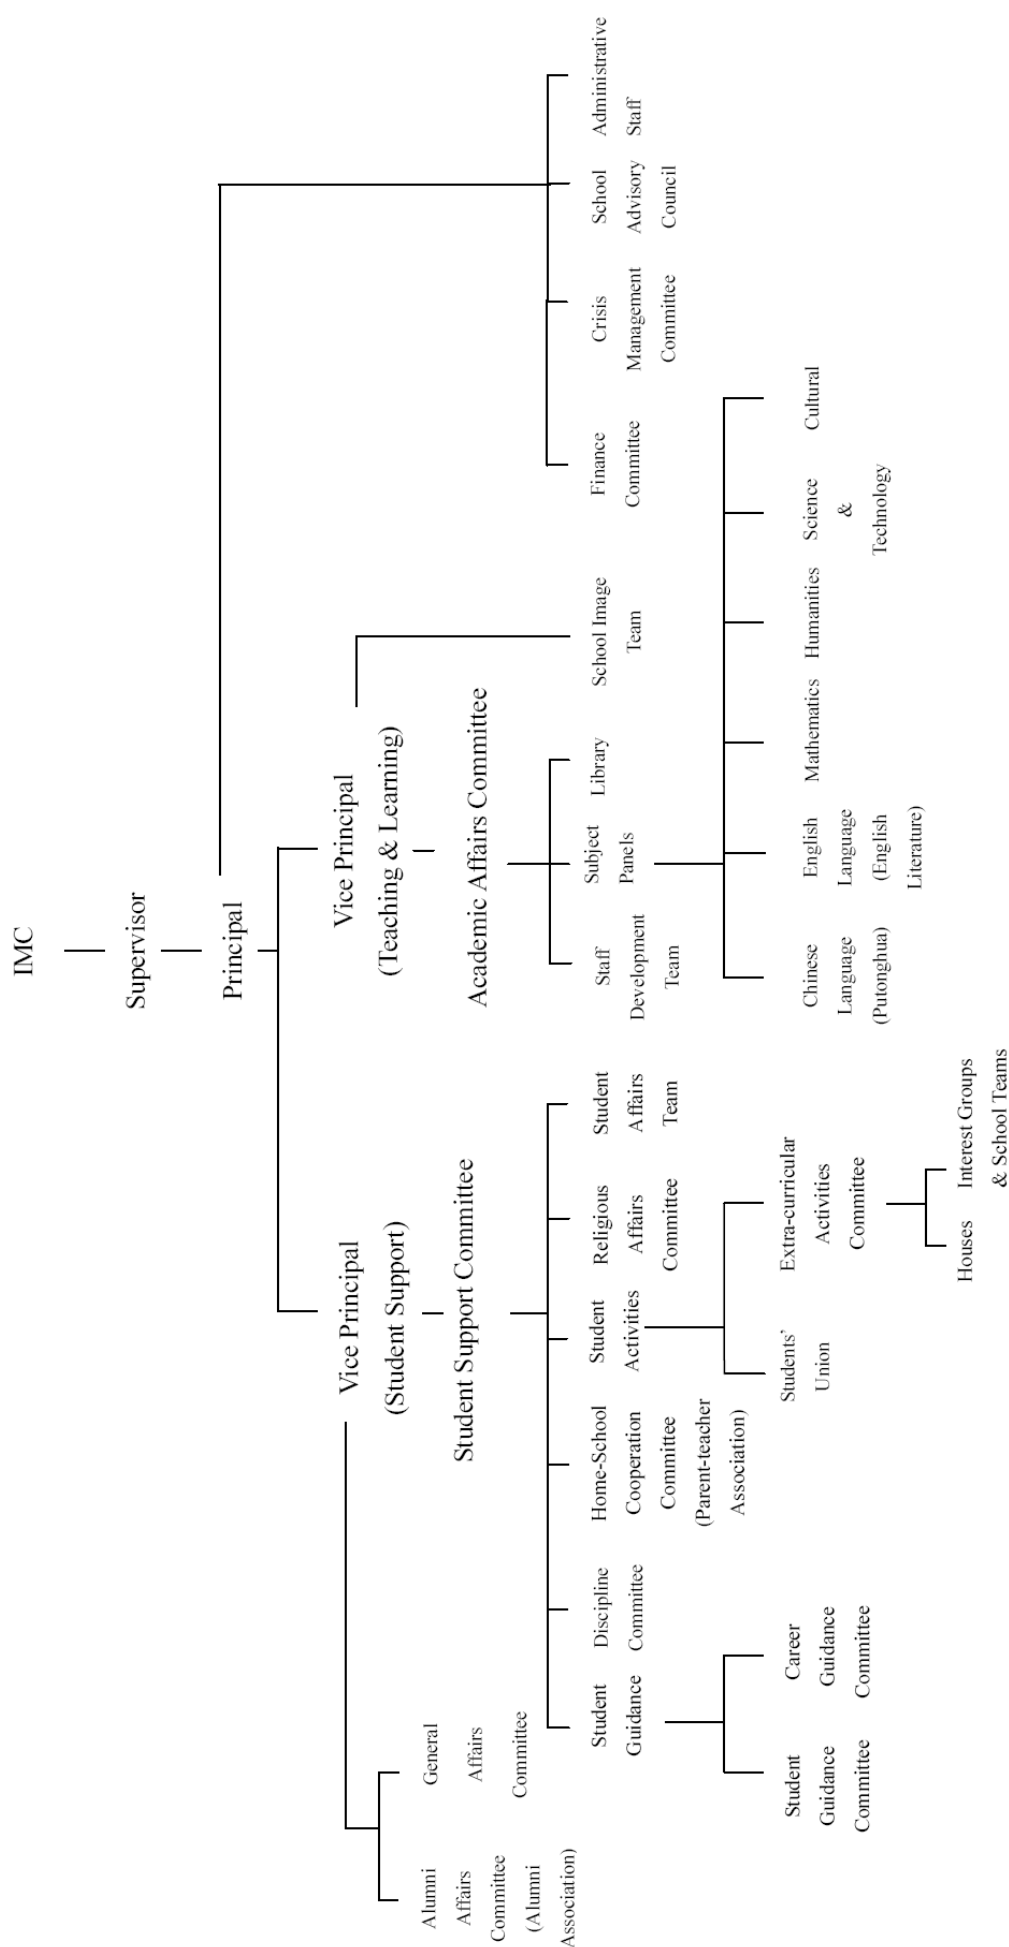 IMC
Supervisor
Principal
Vice Principal
(Student Support)
Vice Principal
(Teaching & Learning)
Student Support Committee
Academic Affairs Committee
Alumni
Affairs
Committee
(Alumni
Association)
General
Affairs
Committee
Student
Guidance
Discipline
Committee
Home-School
Cooperation
Committee
(Parent-teacher
Association)
Student
Activities
Religious
Affairs
Committee
Student
Affairs
Team
Staff
Development
Team
Subject
Panels
Library
School Image
Team
Finance
Committee
Crisis
Management
Committee
School
Advisory
Council
Administrative
Staff
Student
Guidance
Committee
Career
Guidance
Committee
Students’
Union
Extra-curricular
Activities
Committee
Chinese
Language
(Putonghua)
English
Language
(English
Literature)
Mathematics
Humanities
Science
&
Technology
Cultural
Houses
Interest Groups
& School Teams